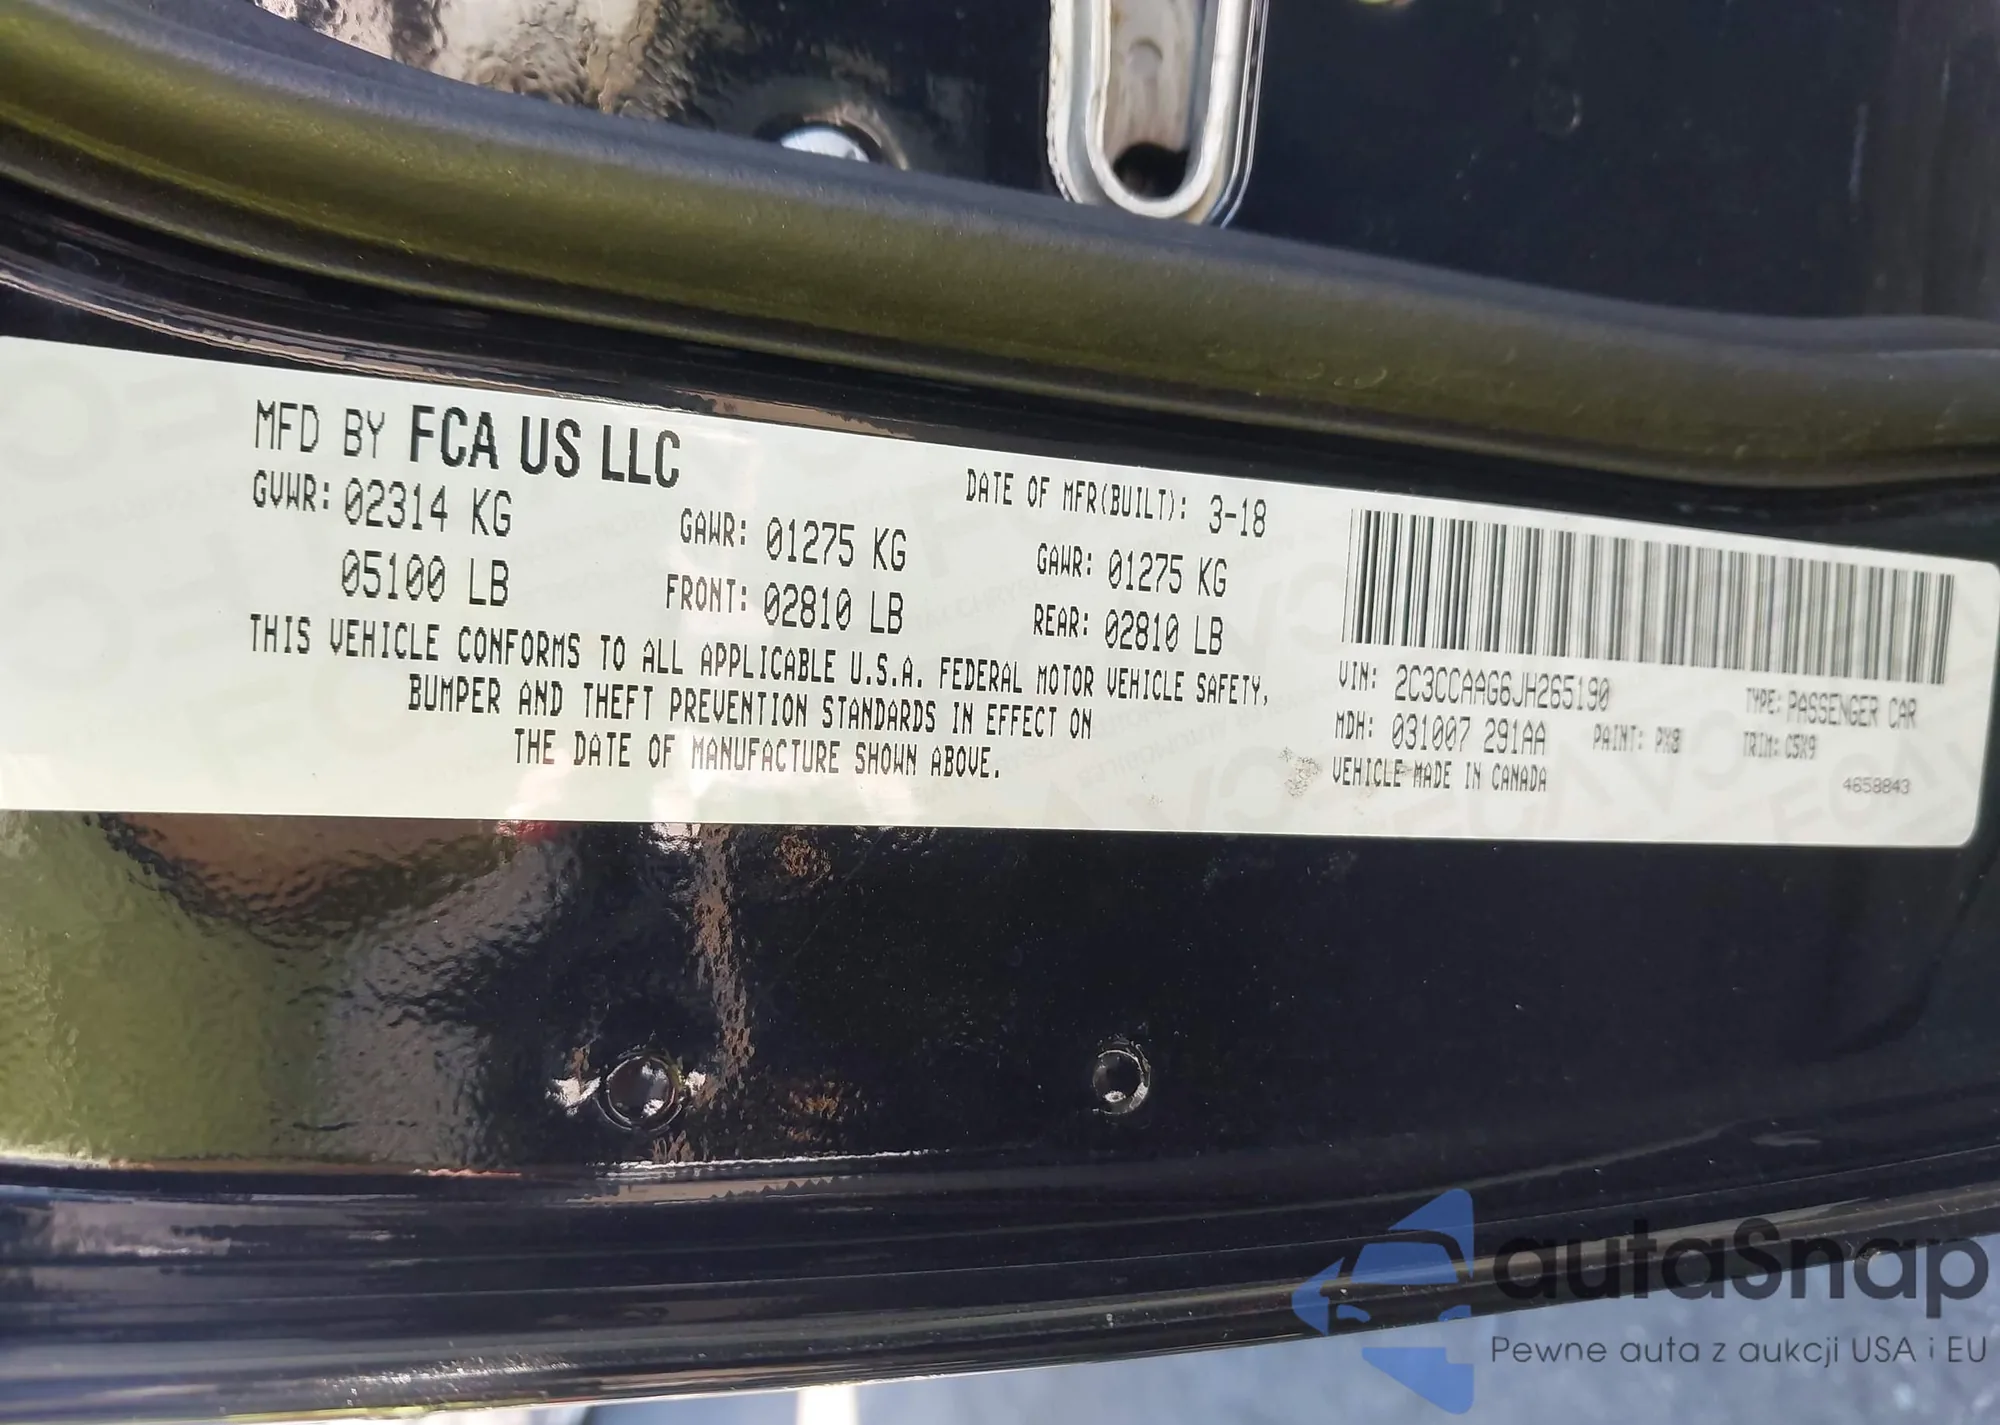 MFD BY FCA US LLC
DATE OF MFR(BUILT): 3-18
GVWR: 02314 KG
05100 LB
GAWR: 01275 KG
FRONT: 02810 LB
GAWR: 01275 KG
REAR: 02810 LB
THIS VEHICLE CONFORMS TO ALL APPLICABLE U.S.A. FEDERAL MOTOR VEHICLE SAFETY,
BUMPER AND THEFT PREVENTION STANDARDS IN EFFECT ON
THE DATE OF MANUFACTURE SHOWN ABOVE.
VIN: 2C3CCAAG6JH265190
TYPE: PASSENGER CAR
MDH: 031007 291AA
PAINT: PX8
TRIM: C5X9
VEHICLE MADE IN CANADA
4658843
autaSnap
Pewne auta z aukcji USA i EU